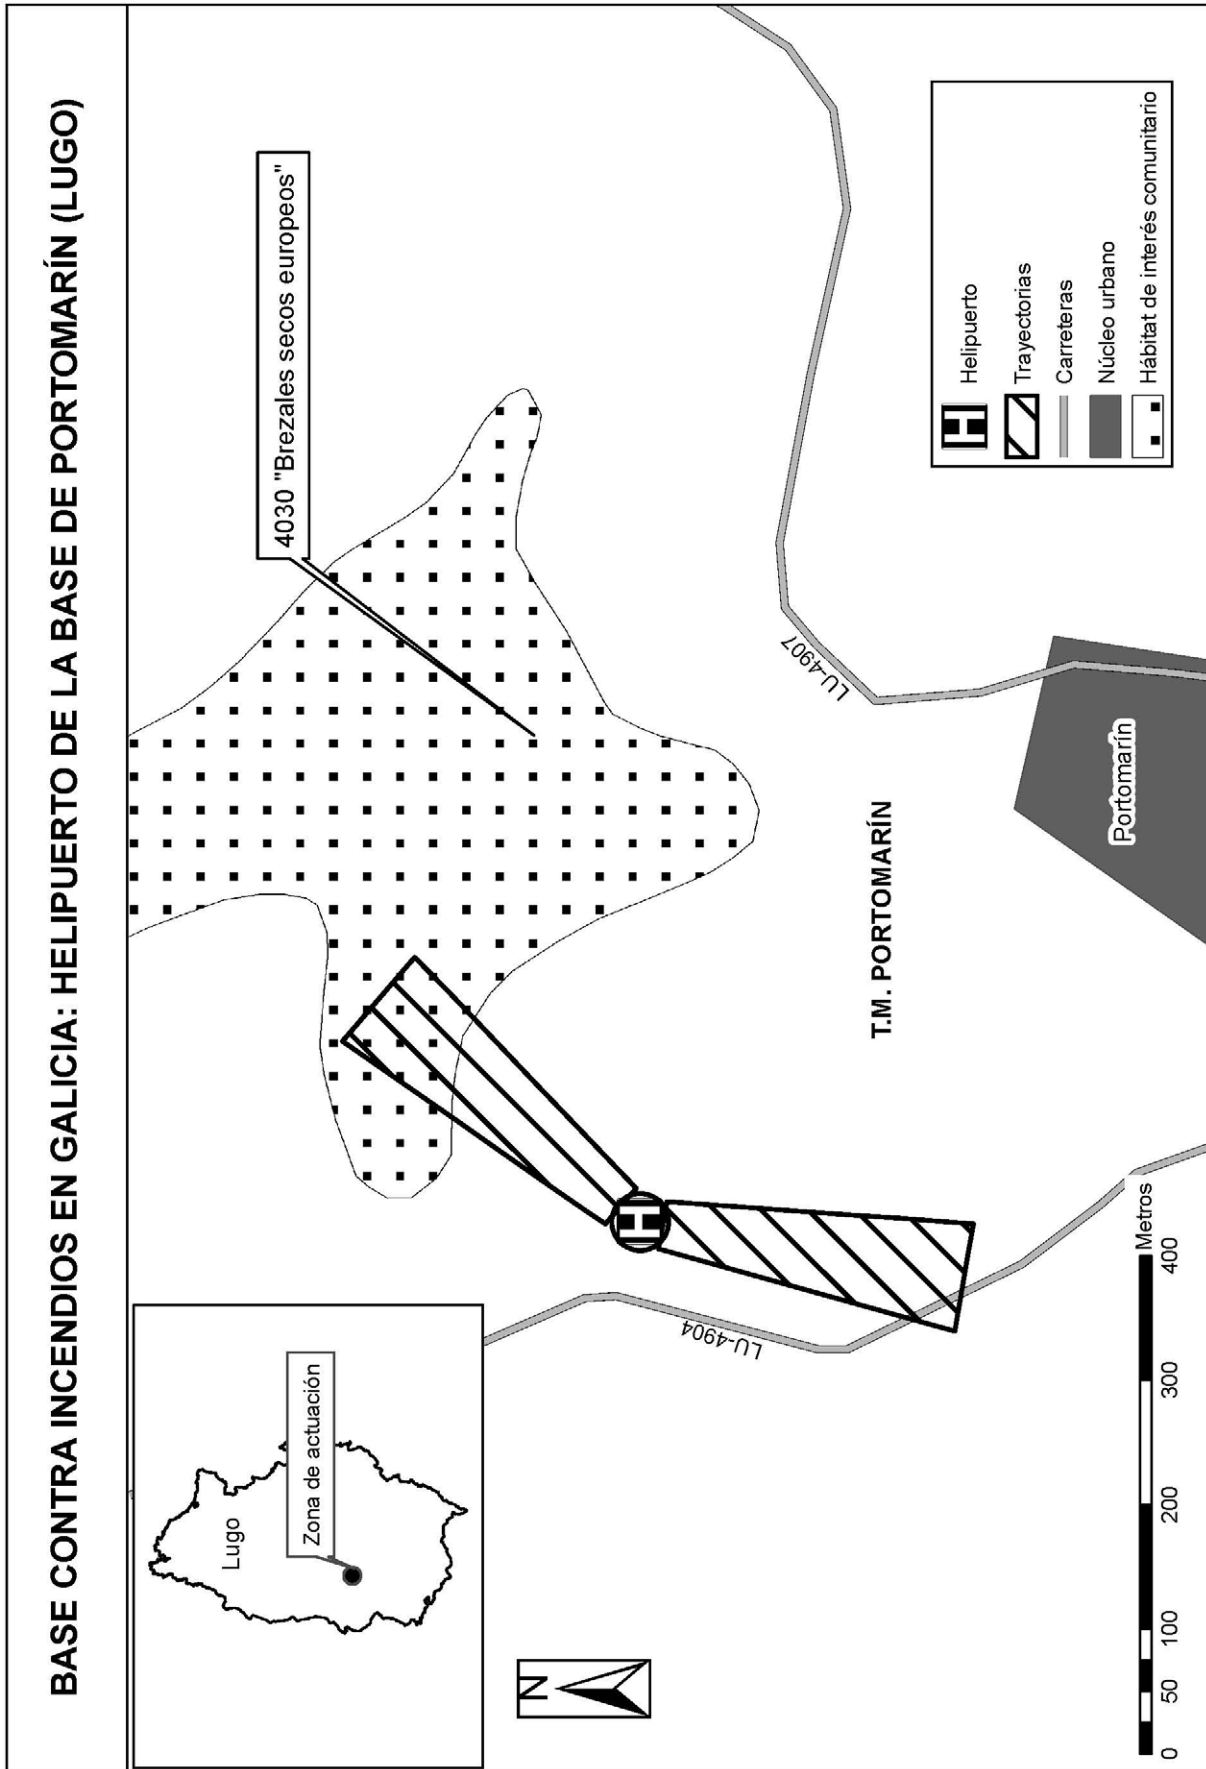 BASE CONTRA INCENDIOS EN GALICIA: HELIPUERTO DE LA BASE DE PORTOMARÍN (LUGO)
Lugo
Zona de actuación
4030 "Brezales secos europeos"
N
H
LU-4904
LU-4907
T.M. PORTOMARÍN
Portomarín
H Helipuerto
Trayectorias
Carreteras
Núcleo urbano
Hábitat de interés comunitario
Metros
0 50 100 200 300 400